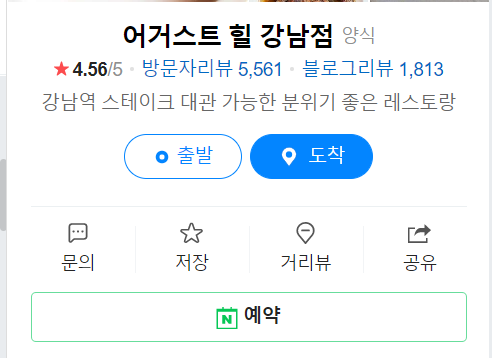 어거스트 힐 강남점 양식
★ 4.56/5 • 방문자리뷰 5,561 • 블로그리뷰 1,813
강남역 스테이크 대관 가능한 분위기 좋은 레스토랑
출발 도착
문의 저장 거리뷰 공유
N 예약